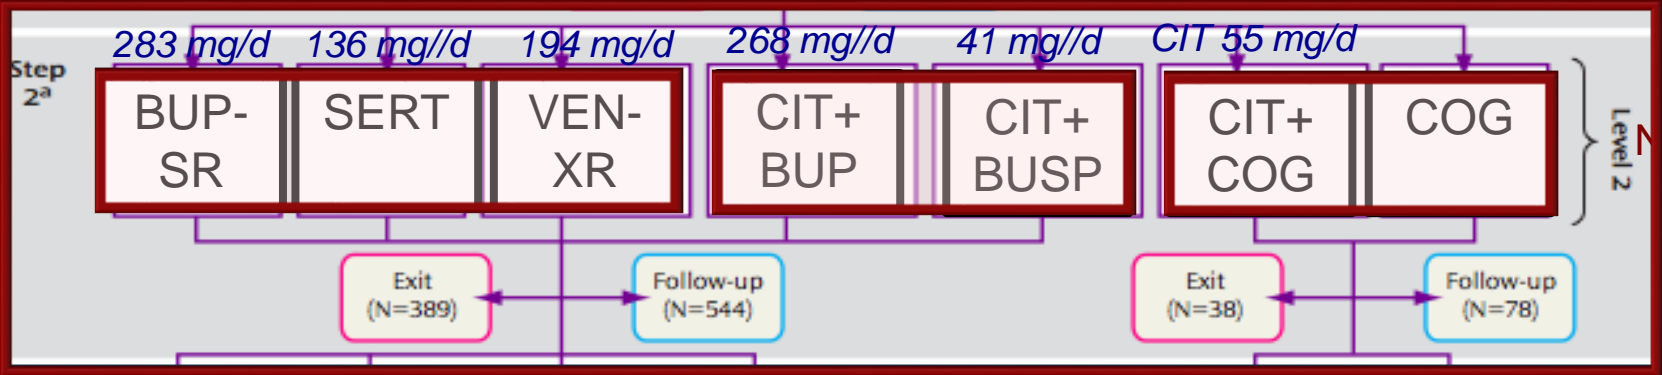 283 mg/d 136 mg//d 194 mg/d 268 mg//d 41 mg//d CIT 55 mg/d
Step
2a
BUP-
SR
SERT
VEN-
XR
CIT+
BUP
CIT+
BUSP
CIT+
COG
COG
Level 2
N
Exit
(N=389)
Follow-up
(N=544)
Exit
(N=38)
Follow-up
(N=78)